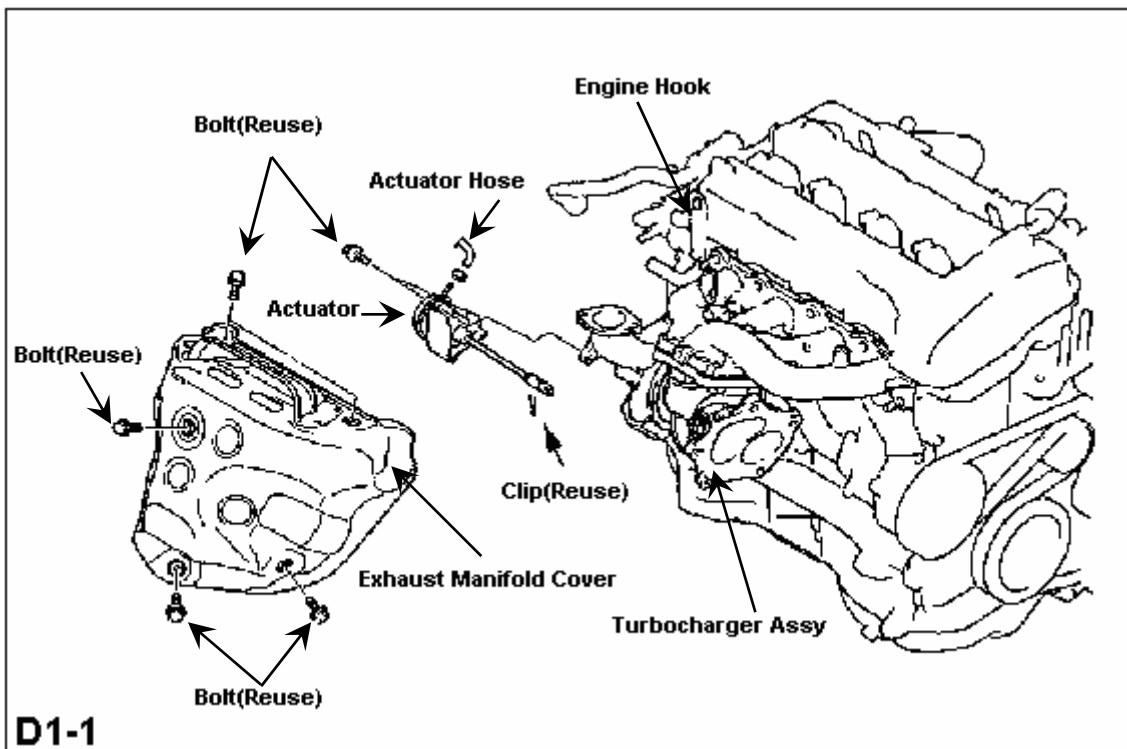 Engine Hook
Bolt(Reuse)
Actuator Hose
Actuator
Bolt(Reuse)
Clip(Reuse)
Exhaust Manifold Cover
Turbocharger Assy
Bolt(Reuse)
D1-1